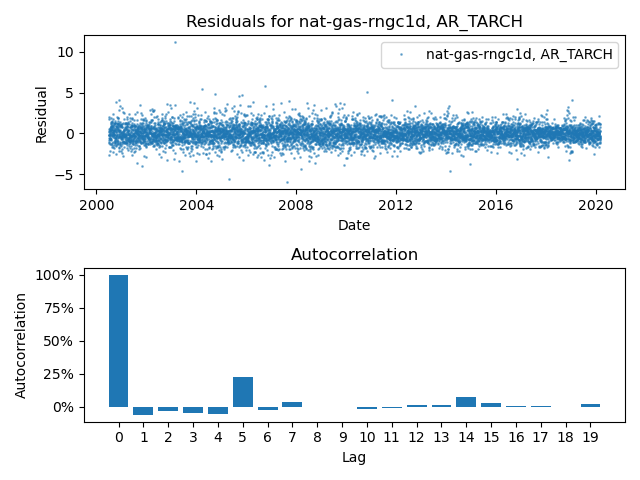 Residuals for nat-gas-rngc1d, AR_TARCH
10
5
0
−5
Residual
nat-gas-rngc1d, AR_TARCH
2000 2004 2008 2012 2016 2020
Date
Autocorrelation
100%
75%
50%
25%
0%
Autocorrelation
0 1 2 3 4 5 6 7 8 9 10 11 12 13 14 15 16 17 18 19
Lag